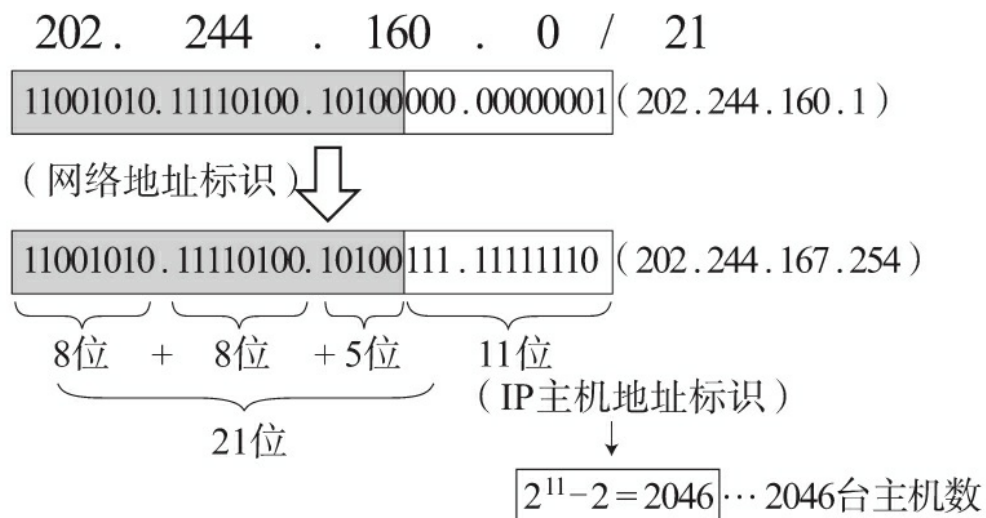 202. 244 . 160 . 0 / 21
11001010.11110100.10100000.00000001(202.244.160.1)
(网络地址标识)
11001010.11110100.10100111.11111110(202.244.167.254)
8位 + 8位 +5位 11位
(IP主机地址标识)
21位
2¹¹−2=2046…2046台主机数